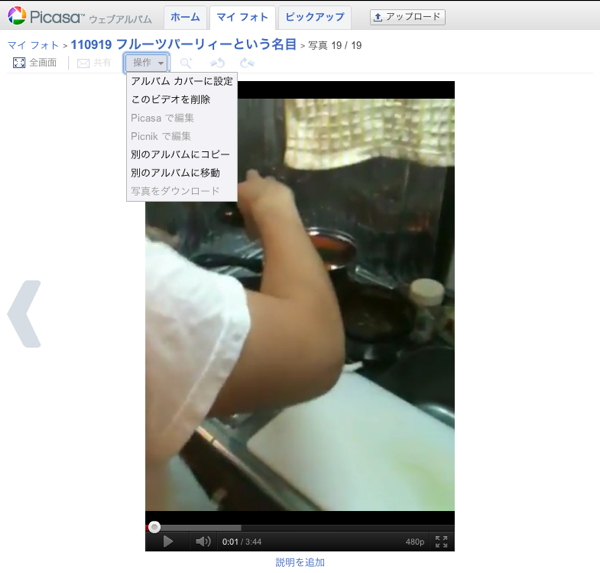 Picasa™ ウェブアルバム ホーム マイ フォト ピックアップ アップロード
マイ フォト > 110919 フルーツパーリィーという名目 > 写真 19 / 19
全画面 共有 操作
アルバム カバーに設定
このビデオを削除
Picasa で編集
Picnik で編集
別のアルバムにコピー
別のアルバムに移動
写真をダウンロード
0:01 / 3:44 480p
説明を追加